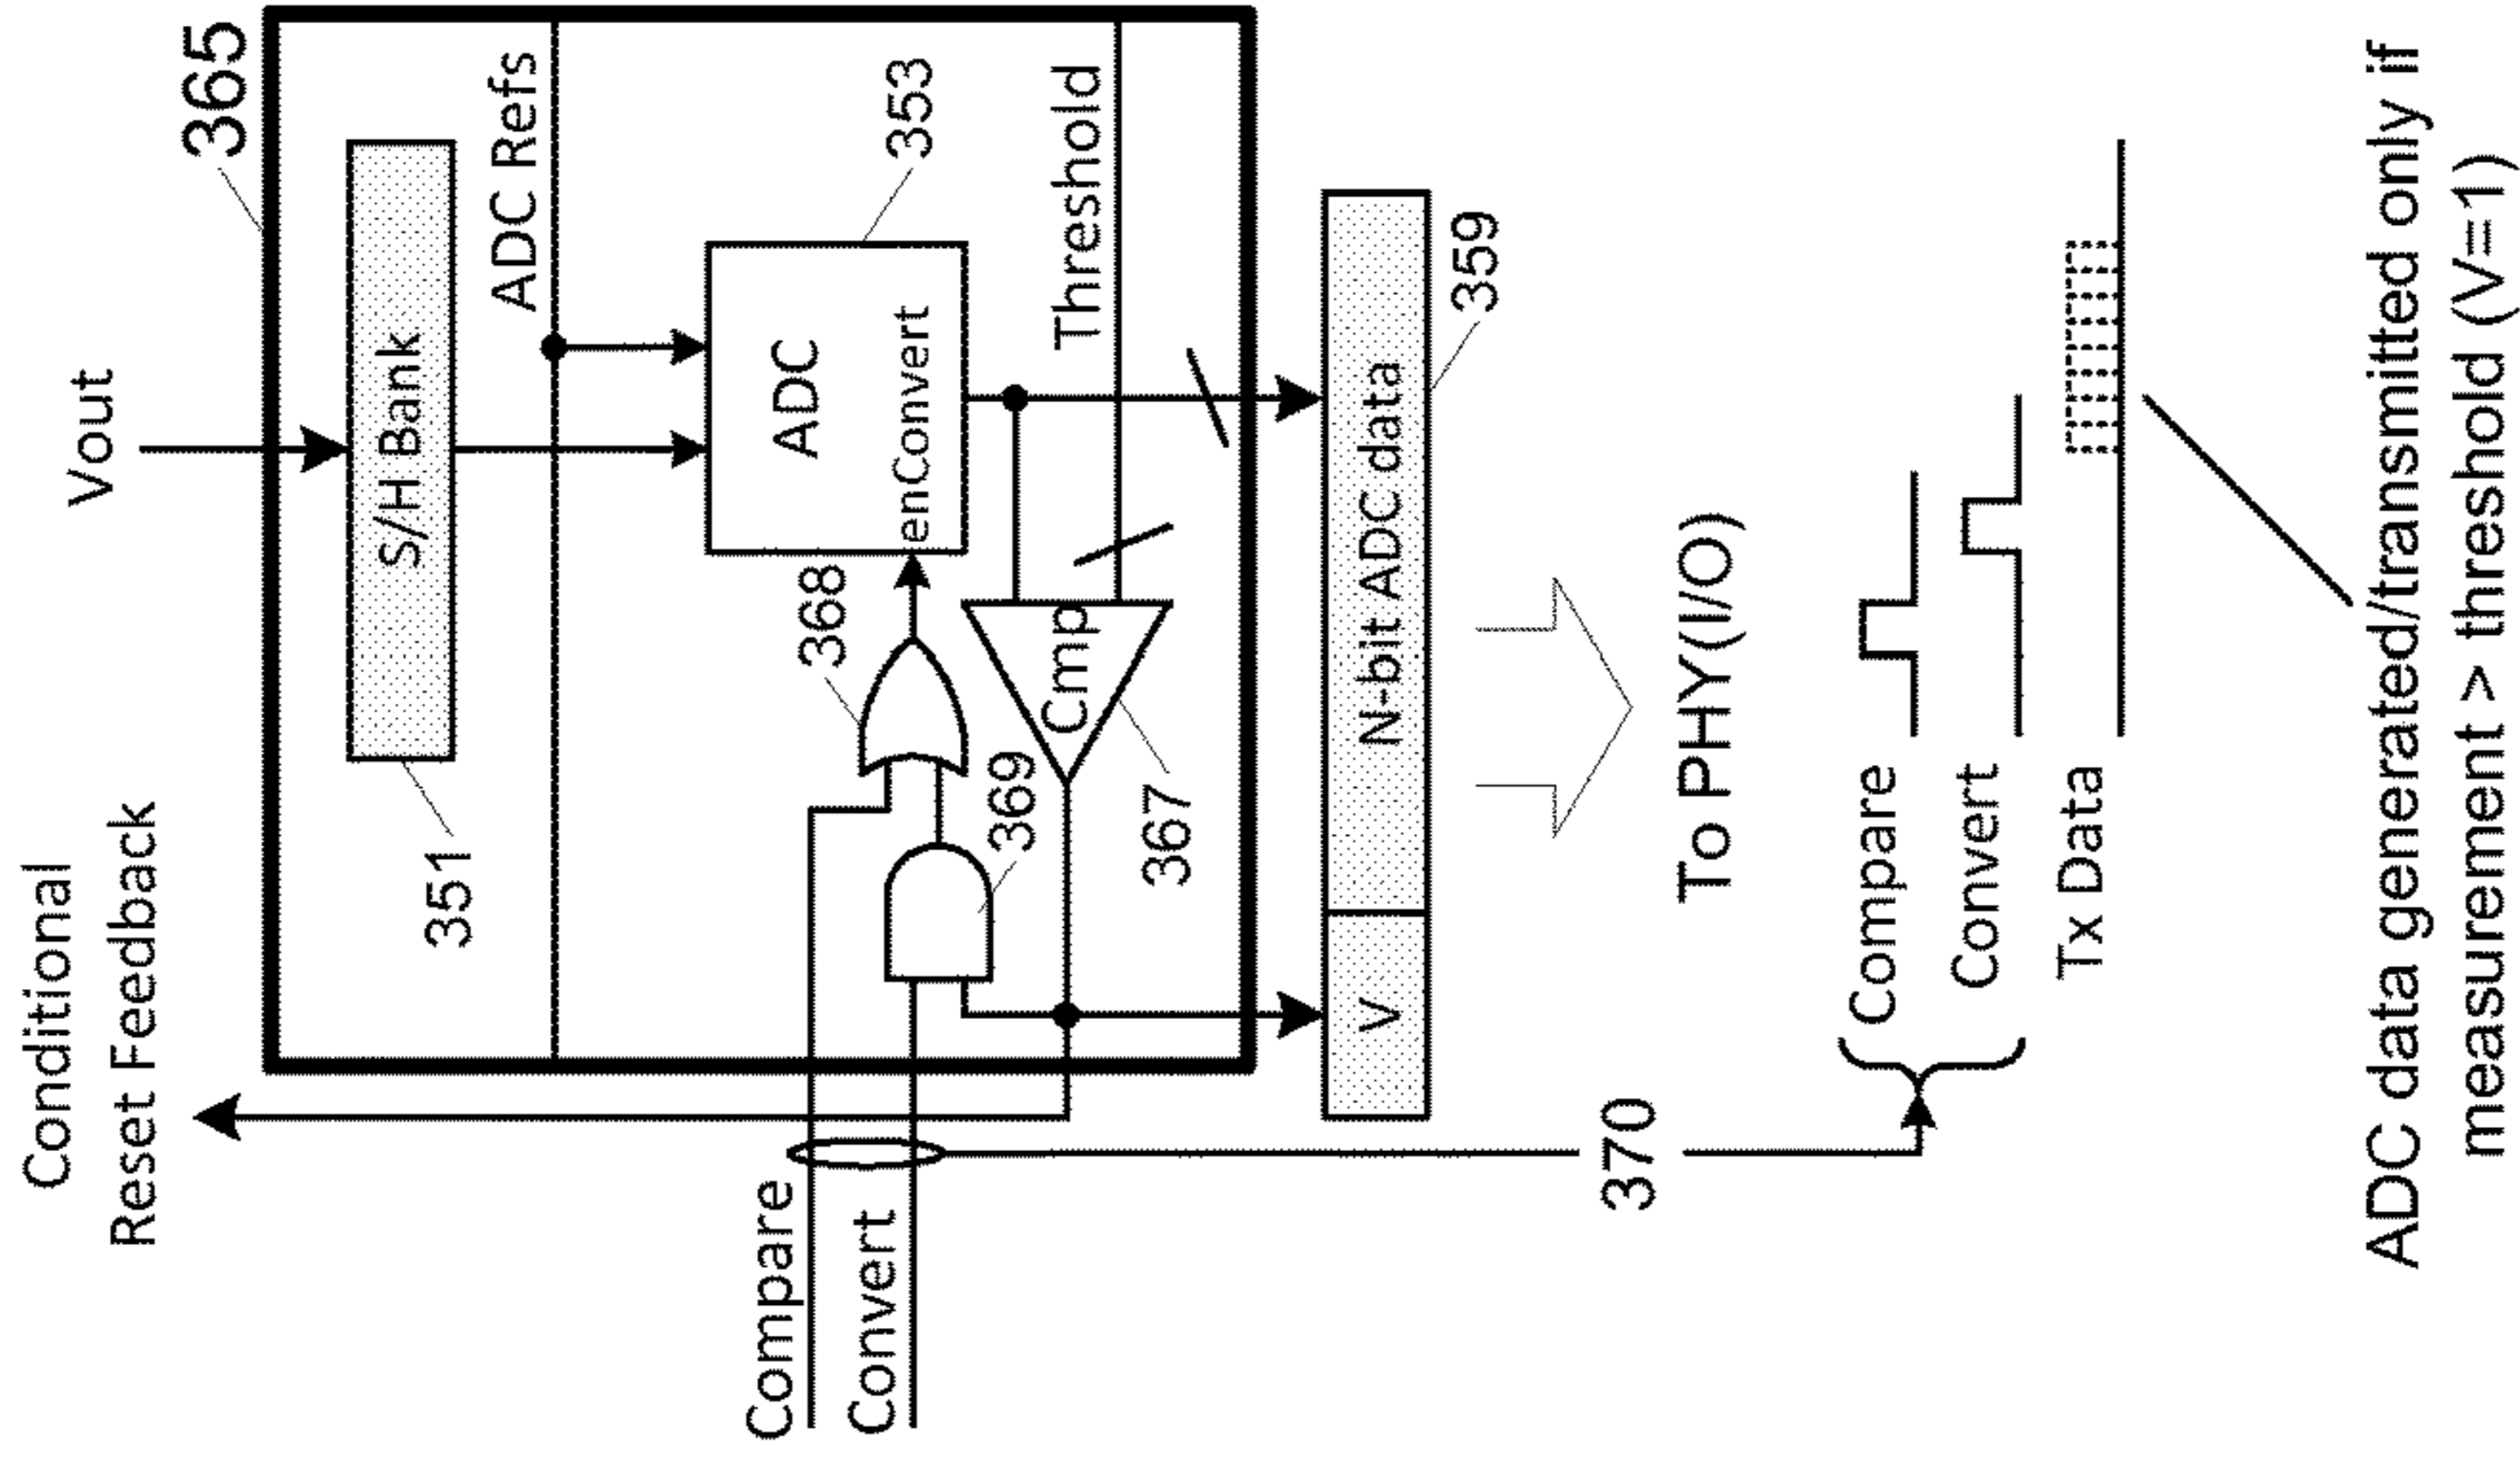 Conditional
Reset Feedback
Vout
365
S/H Bank
351
ADC Refs
ADC
enConvert
353
Compare
Convert
368
369
Cmp
367
Threshold
V
N-bit ADC data
359
370
To PHY(I/O)
Compare
Convert
Tx Data
ADC data generated/transmitted only if
measurement > threshold (V=1)